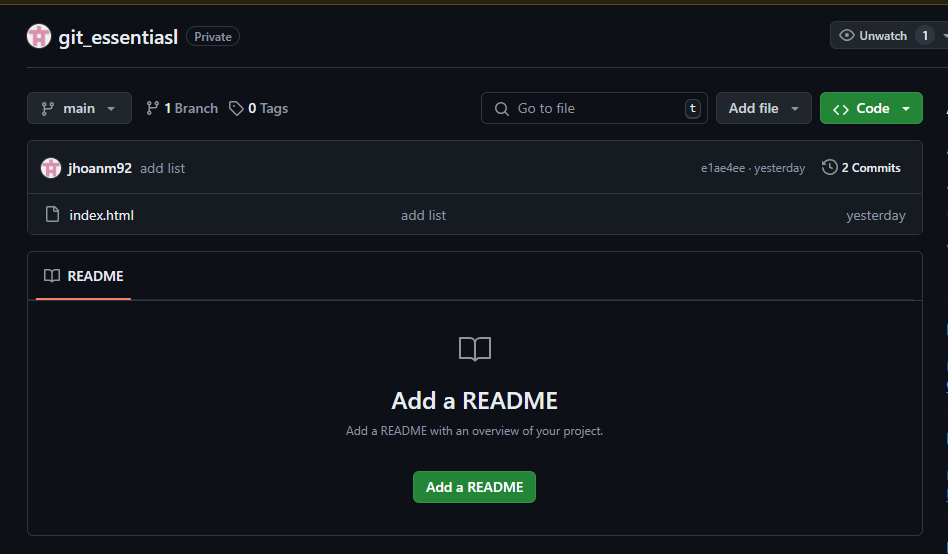 git_essentiasl Private Unwatch 1
main 1 Branch 0 Tags Go to file t Add file Code
jhoanm92 add list e1ae4ee · yesterday 2 Commits
index.html add list yesterday
README
Add a README
Add a README with an overview of your project.
Add a README